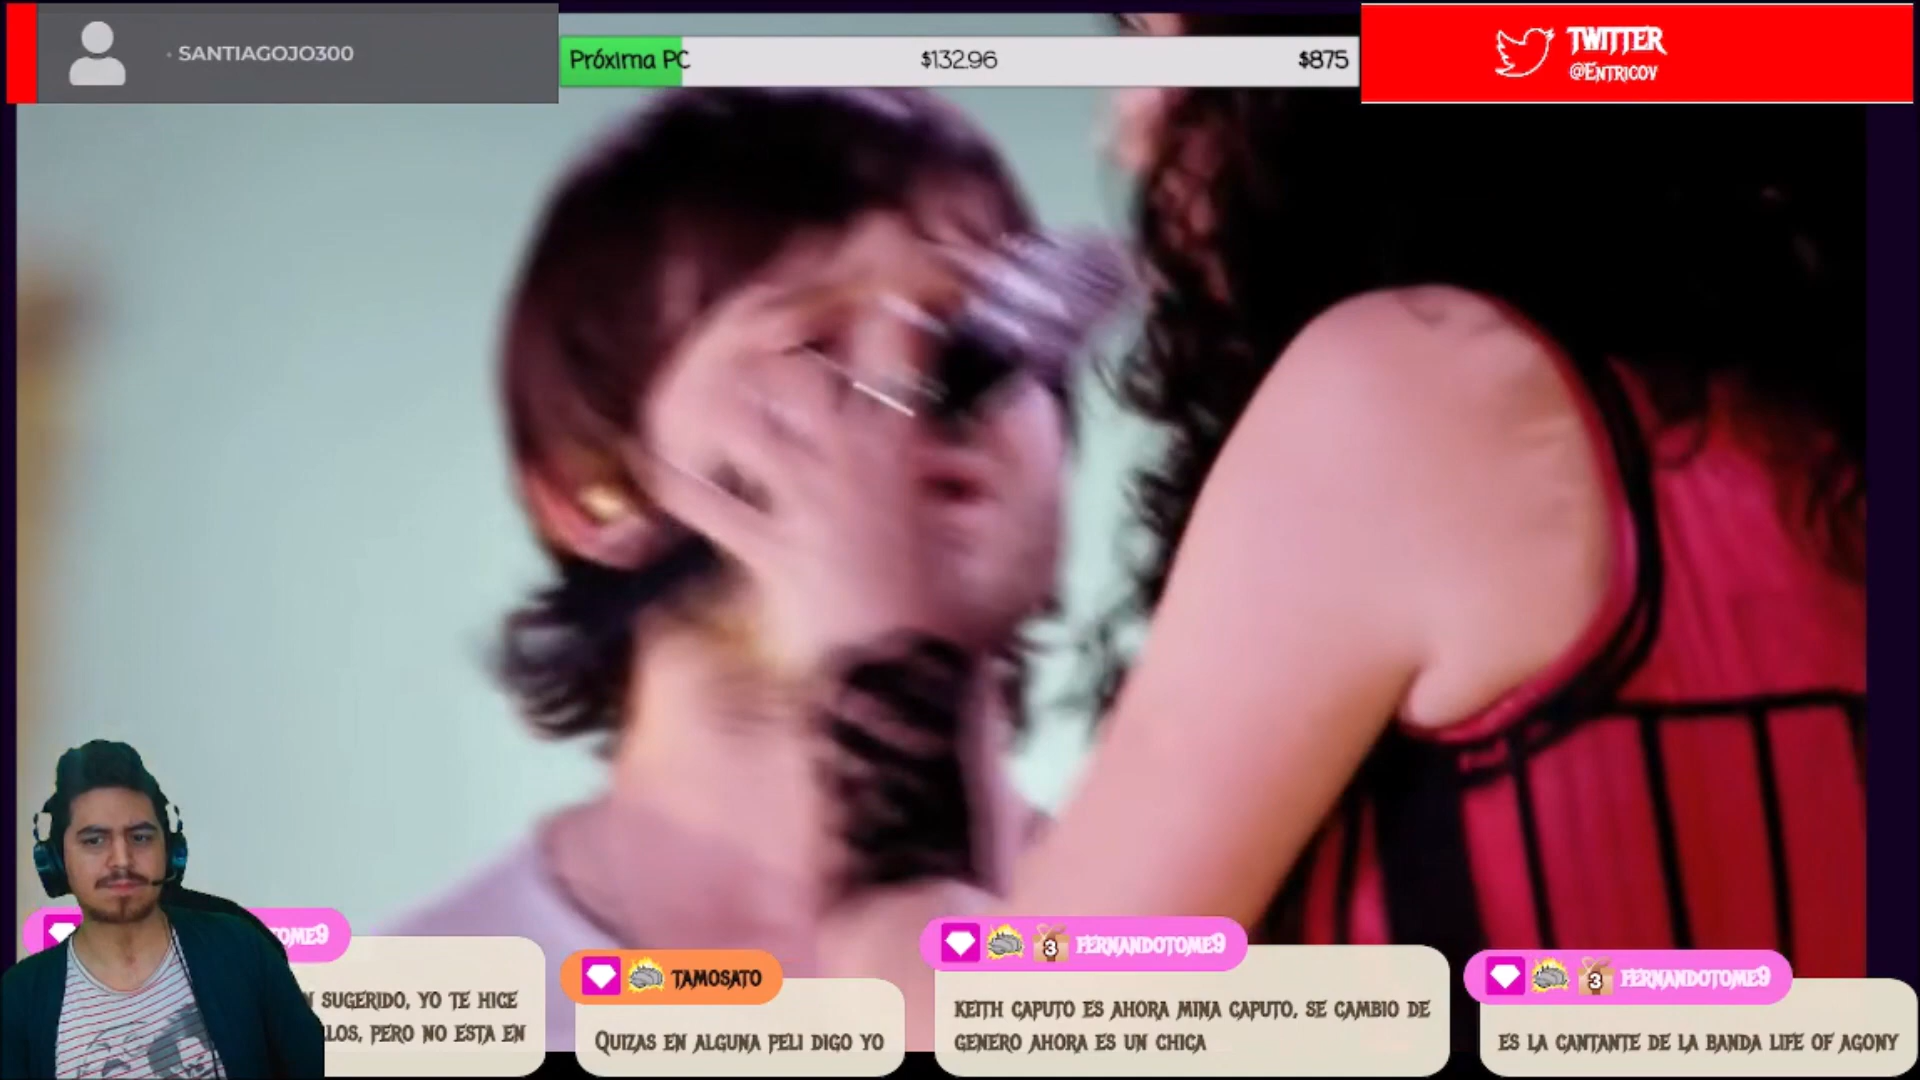 · SANTIAGOJO300
Próxima PC $132.96 $875
TWITTER
@ENTRICOV
TOME9
SUGERIDO, YO TE HICE
PERO NO ESTA EN
TAMOSATO
QUIZAS EN ALGUNA PELI DIGO YO
3 FERNANDOTOME9
KEITH CAPUTO ES AHORA MINA CAPUTO, SE CAMBIO DE
GENERO AHORA ES UN CHICA
3 FERNANDOTOME9
ES LA CANTANTE DE LA BANDA LIFE OF AGONY